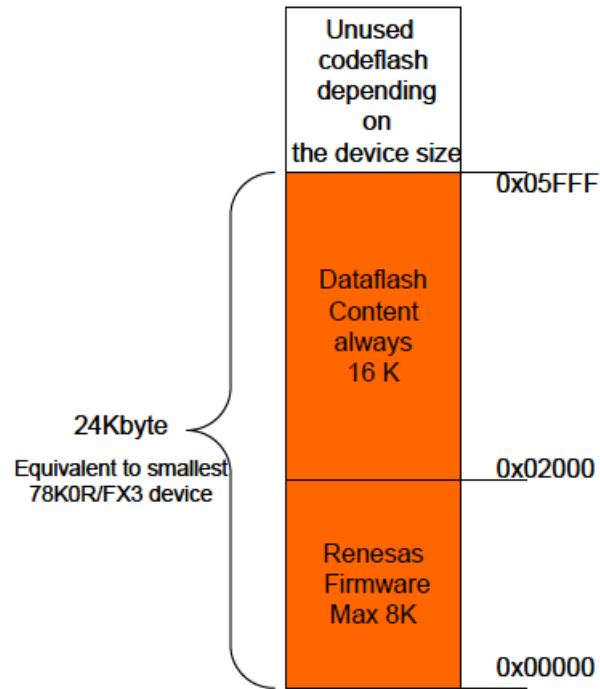 Unused
codeflash
depending
on
the device size
0x05FFF
Dataflash
Content
always
16 K
24Kbyte
Equivalent to smallest
78K0R/FX3 device
0x02000
Renesas
Firmware
Max 8K
0x00000